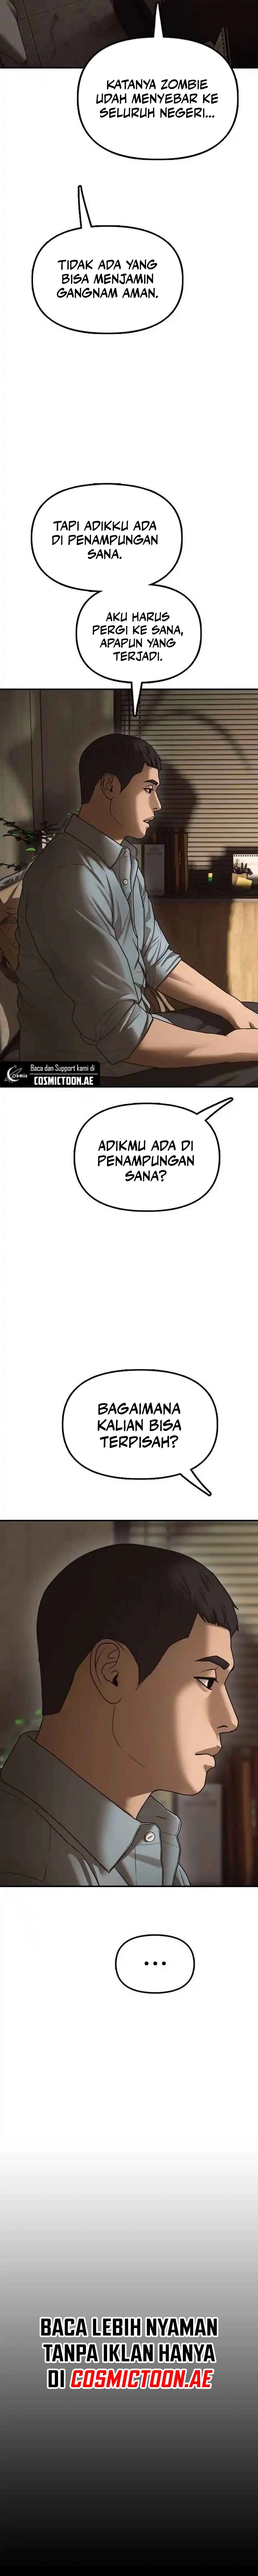 KATANYA ZOMBIE
UDAH MENYEBAR KE
SELURUH NEGERI...
TIDAK ADA YANG
BISA MENJAMIN
GANGNAM AMAN.
TAPI ADIKKU ADA
DI PENAMPUNGAN
SANA.
AKU HARUS
PERGI KE SANA,
APAPUN YANG
TERJADI.
Cosmic
Baca dan Support kami di
COSMICTOON.AE
ADIKMU ADA DI
PENAMPUNGAN
SANA?
BAGAIMANA
KALIAN BISA
TERPISAH?
...
BACA LEBIH NYAMAN
TANPA IKLAN HANYA
DI COSMICTOON.AE